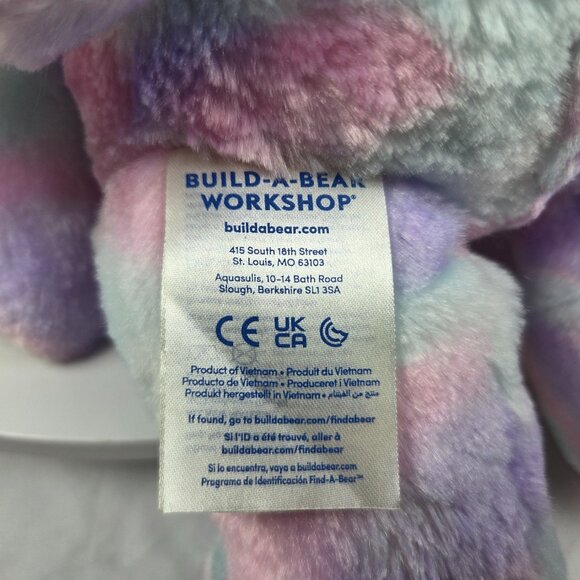 BUILD-A-BEAR
WORKSHOP®
buildabear.com
415 South 18th Street
St. Louis, MO 63103
Aquasulis, 10-14 Bath Road
Slough, Berkshire SL1 3SA
CE UK
CA
Product of Vietnam • Produit du Vietnam
Producto de Vietnam • Produceret i Vietnam
Produkt hergestellt in Vietnam • منتج من الفيتنام
If found, go to buildabear.com/findabear
Si l'ID a été trouvé, aller à
buildabear.com/findabear
Si lo encuentra, vaya a buildabear.com
Programa de Identificación Find-A-Bear™